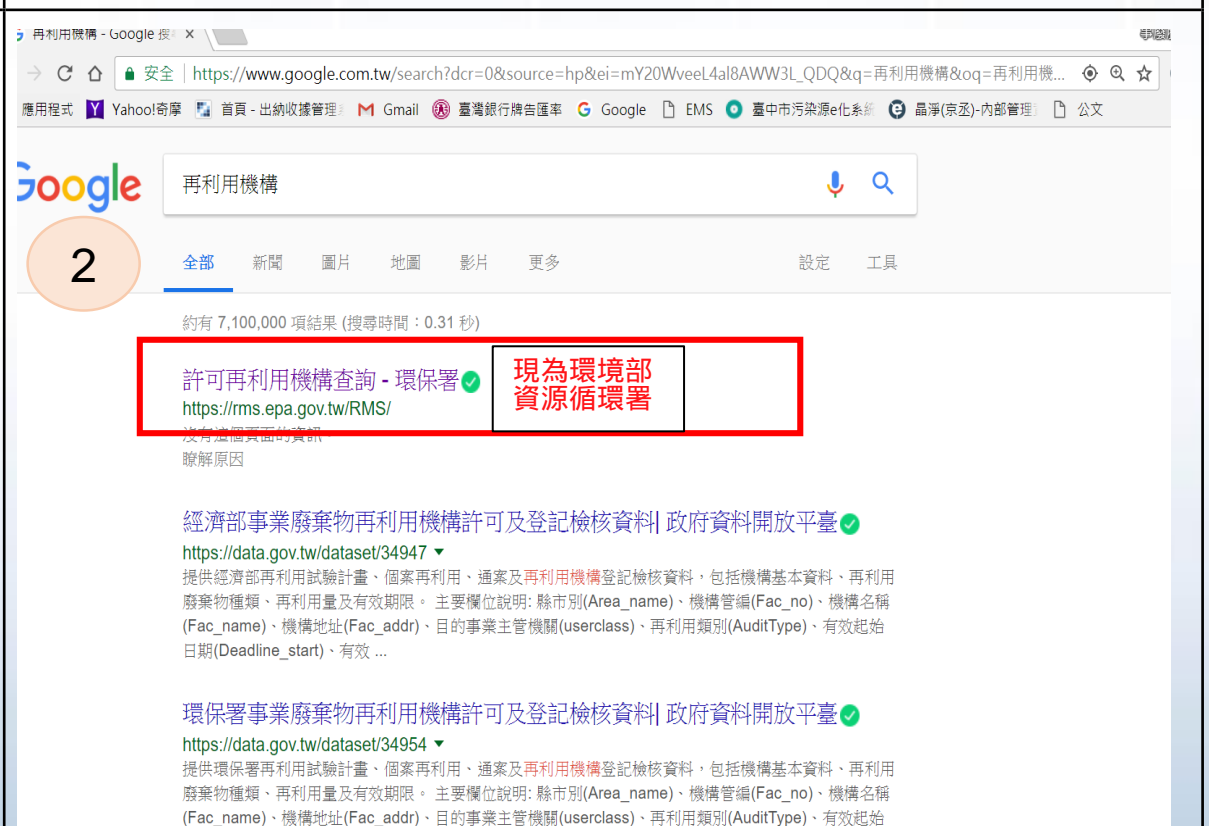 再利用機構 - Google 搜
安全 | https://www.google.com.tw/search?dcr=0&source=hp&ei=mY20WveeL4al8AWW3L_QDQ&q=再利用機構&oq=再利用機...
應用程式 Yahoo!奇摩 首頁 - 出納收據管理 Gmail 臺灣銀行牌告匯率 Google EMS 臺中市污染源e化系統 晶淨(京丞)-內部管理 公文
Google 再利用機構
2
全部 新聞 圖片 地圖 影片 更多 設定 工具
約有 7,100,000 項結果 (搜尋時間：0.31 秒)
許可再利用機構查詢 - 環保署
現為環境部
資源循環署
https://rms.epa.gov.tw/RMS/
沒有這個頁面的資訊。
瞭解原因
經濟部事業廢棄物再利用機構許可及登記檢核資料| 政府資料開放平臺
https://data.gov.tw/dataset/34947
提供經濟部再利用試驗計畫、個案再利用、通案及再利用機構登記檢核資料，包括機構基本資料、再利用
廢棄物種類、再利用量及有效期限。 主要欄位說明: 縣市別(Area_name)、機構管編(Fac_no)、機構名稱
(Fac_name)、機構地址(Fac_addr)、目的事業主管機關(userclass)、再利用類別(AuditType)、有效起始
日期(Deadline_start)、有效 ...
環保署事業廢棄物再利用機構許可及登記檢核資料| 政府資料開放平臺
https://data.gov.tw/dataset/34954
提供環保署再利用試驗計畫、個案再利用、通案及再利用機構登記檢核資料，包括機構基本資料、再利用
廢棄物種類、再利用量及有效期限。 主要欄位說明: 縣市別(Area_name)、機構管編(Fac_no)、機構名稱
(Fac_name)、機構地址(Fac_addr)、目的事業主管機關(userclass)、再利用類別(AuditType)、有效起始